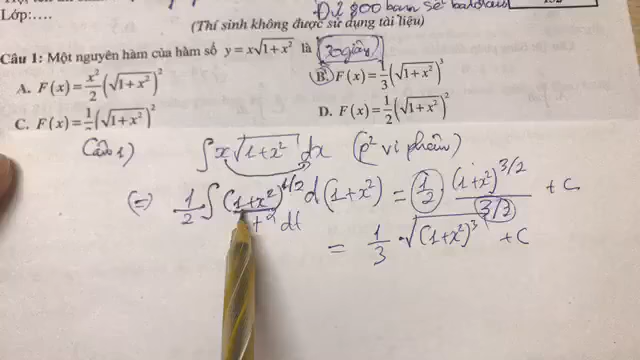 Lớp:....
(Thí sinh không được sử dụng tài liệu)
Câu 1: Một nguyên hàm của hàm số y = x√1+x² là (20 giây)
A. F(x) = x²/2 (√1+x²)²
B. F(x) = 1/3 (√1+x²)³
C. F(x) = 1/2 (√1+x²)²
D. F(x) = 1/2 (√1+x²)²
Câu 1) ∫ x √1+x² dx (p² vi phân)
(=) 1/2 ∫ (1+x²)^1/2 d(1+x²) = 1/2 (1+x²)^3/2 / 3/2 + C
dt
= 1/3 . √(1+x²)³ + C